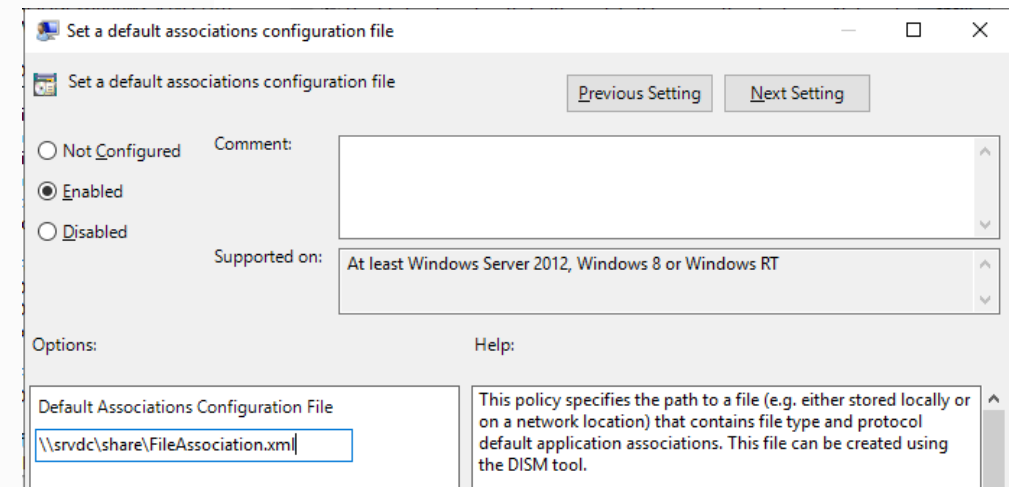 Set a default associations configuration file
Set a default associations configuration file
Previous Setting
Next Setting
Not Configured
Comment:
Enabled
Disabled
Supported on:
At least Windows Server 2012, Windows 8 or Windows RT
Options:
Help:
Default Associations Configuration File
\\srvdc\share\FileAssociation.xml
This policy specifies the path to a file (e.g. either stored locally or
on a network location) that contains file type and protocol
default application associations. This file can be created using
the DISM tool.